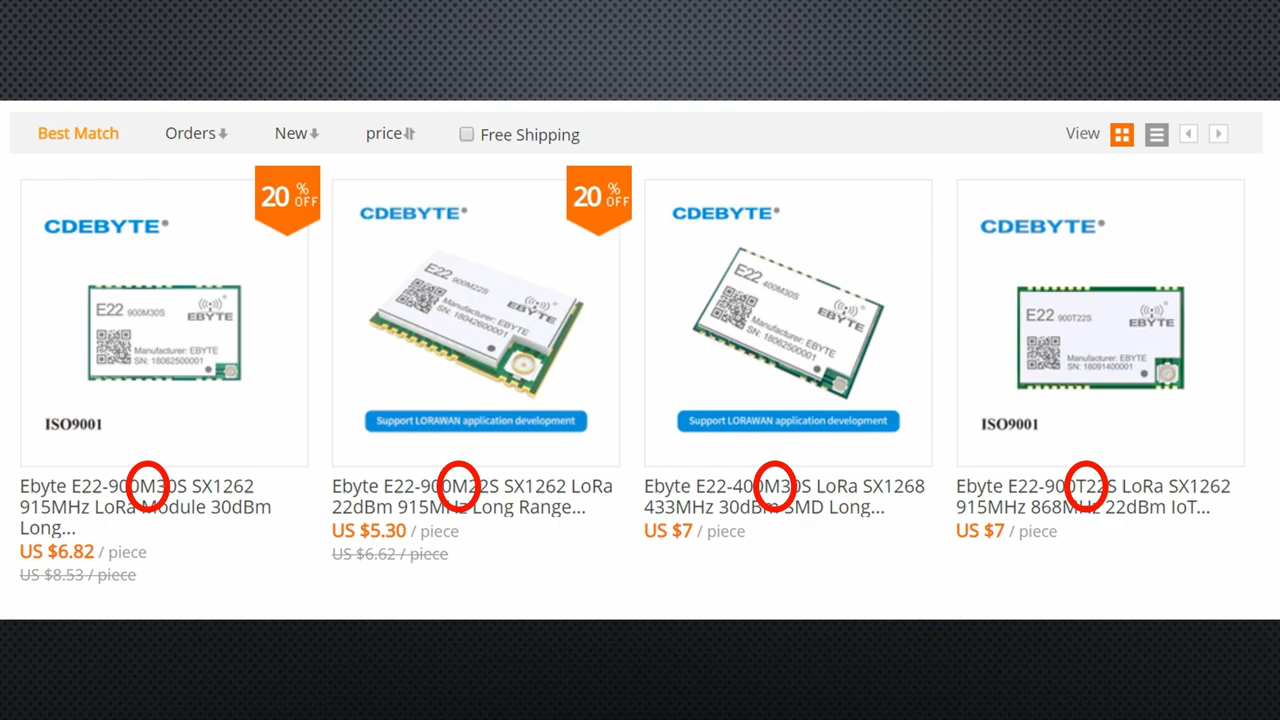 Best Match
Orders
New
price
Free Shipping
View
20 % OFF
CDEBYTE®
E22 900M30S
EBYTE
Manufacturer: EBYTE
SN: 18062500001
ISO9001
Ebyte E22-900M30S SX1262
915MHz LoRa Module 30dBm
Long...
US $6.82 / piece
US $8.53 / piece
20 % OFF
CDEBYTE®
E22 900M22S
EBYTE
Manufacturer: EBYTE
SN: 18042600001
Support LORAWAN application development
Ebyte E22-900M22S SX1262 LoRa
22dBm 915MHz Long Range...
US $5.30 / piece
US $6.62 / piece
CDEBYTE®
E22 400M30S
EBYTE
Manufacturer: EBYTE
SN: 18062500001
Support LORAWAN application development
Ebyte E22-400M30S LoRa SX1268
433MHz 30dBm SMD Long...
US $7 / piece
CDEBYTE®
E22 900T22S
EBYTE
Manufacturer: EBYTE
SN: 18091400001
ISO9001
Ebyte E22-900T22S LoRa SX1262
915MHz 868MHz 22dBm IoT...
US $7 / piece